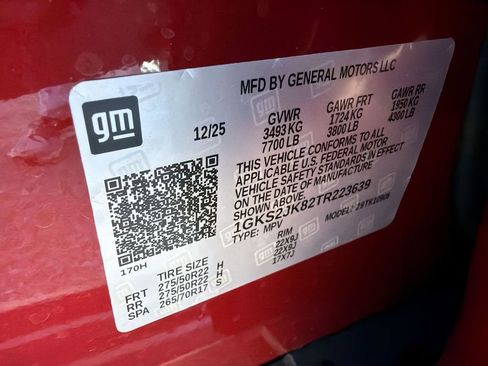 MFD BY GENERAL MOTORS LLC
gm
12/25
GVWR GAWR FRT GAWR RR
3493 KG 1724 KG 1950 KG
7700 LB 3800 LB 4300 LB
THIS VEHICLE CONFORMS TO ALL
APPLICABLE U.S. FEDERAL MOTOR
VEHICLE SAFETY STANDARDS IN EFFECT
ON THE DATE OF MANUFACTURE
SHOWN ABOVE.
1GKS2JK82TR223639
TYPE: MPV MODEL:
170H
TIRE SIZE RIM
FRT 275/50R22 H 22X9J
RR 275/50R22 H 22X9J
SPA 265/70R17 S 17X7J